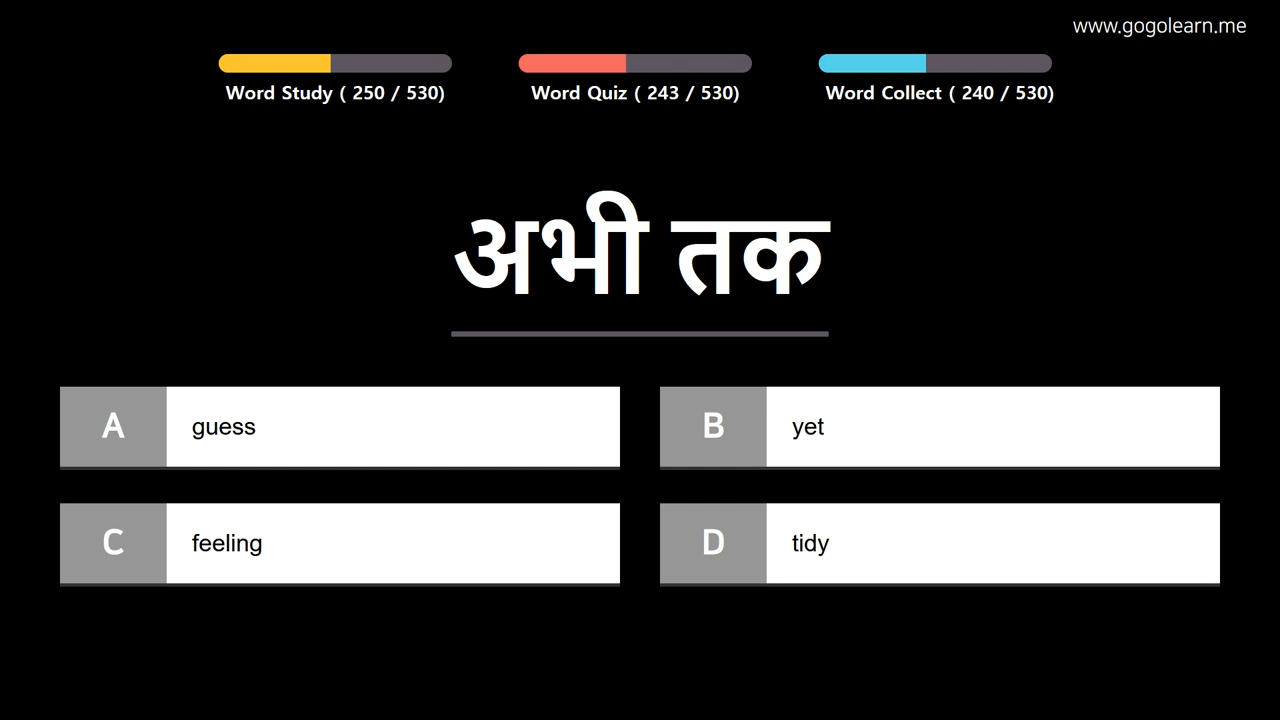 www.gogolearn.me
Word Study ( 250 / 530)
Word Quiz ( 243 / 530)
Word Collect ( 240 / 530)
अभी तक
A guess
B yet
C feeling
D tidy